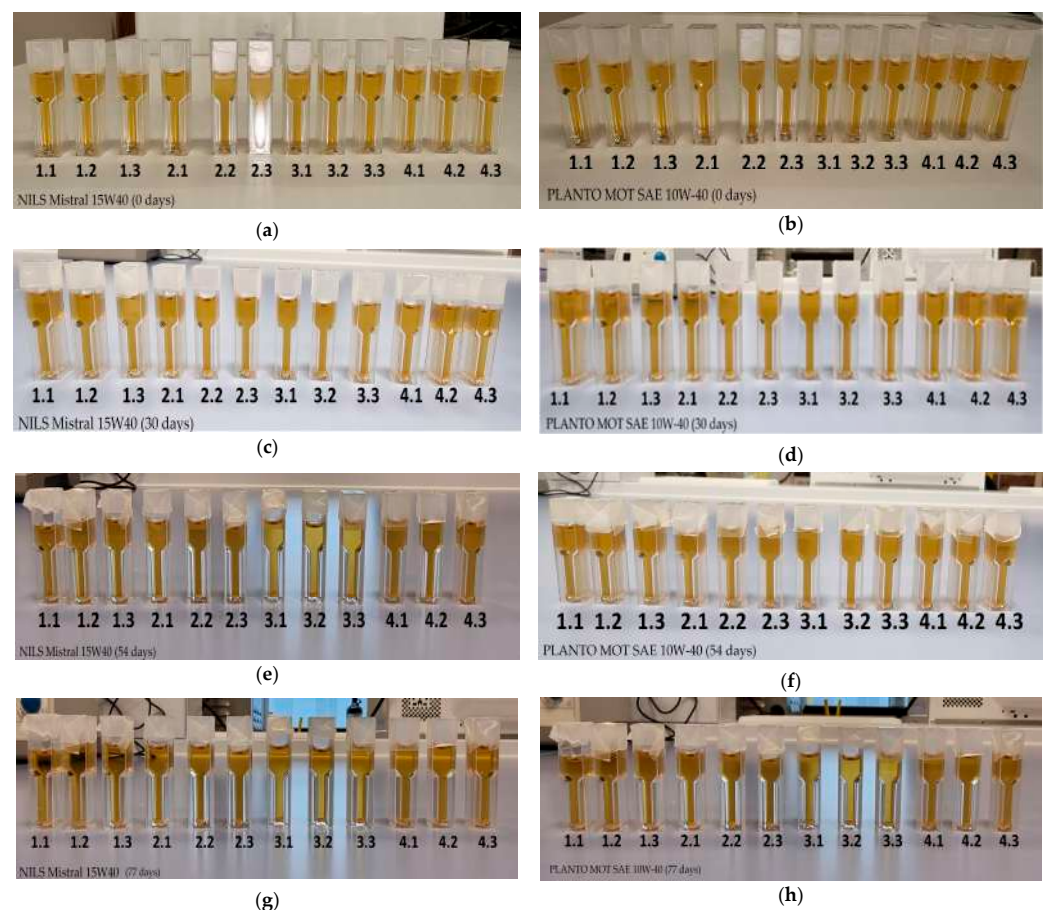 1.1 1.2 1.3 2.1 2.2 2.3 3.1 3.2 3.3 4.1 4.2 4.3
NILS Mistral 15W40 (0 days)
(a)
1.1 1.2 1.3 2.1 2.2 2.3 3.1 3.2 3.3 4.1 4.2 4.3
PLANTO MOT SAE 10W-40 (0 days)
(b)
1.1 1.2 1.3 2.1 2.2 2.3 3.1 3.2 3.3 4.1 4.2 4.3
NILS Mistral 15W40 (30 days)
(c)
1.1 1.2 1.3 2.1 2.2 2.3 3.1 3.2 3.3 4.1 4.2 4.3
PLANTO MOT SAE 10W-40 (30 days)
(d)
1.1 1.2 1.3 2.1 2.2 2.3 3.1 3.2 3.3 4.1 4.2 4.3
NILS Mistral 15W40 (54 days)
(e)
1.1 1.2 1.3 2.1 2.2 2.3 3.1 3.2 3.3 4.1 4.2 4.3
PLANTO MOT SAE 10W-40 (54 days)
(f)
1.1 1.2 1.3 2.1 2.2 2.3 3.1 3.2 3.3 4.1 4.2 4.3
NILS Mistral 15W40 (77 days)
(g)
1.1 1.2 1.3 2.1 2.2 2.3 3.1 3.2 3.3 4.1 4.2 4.3
PLANTO MOT SAE 10W-40 (77 days)
(h)